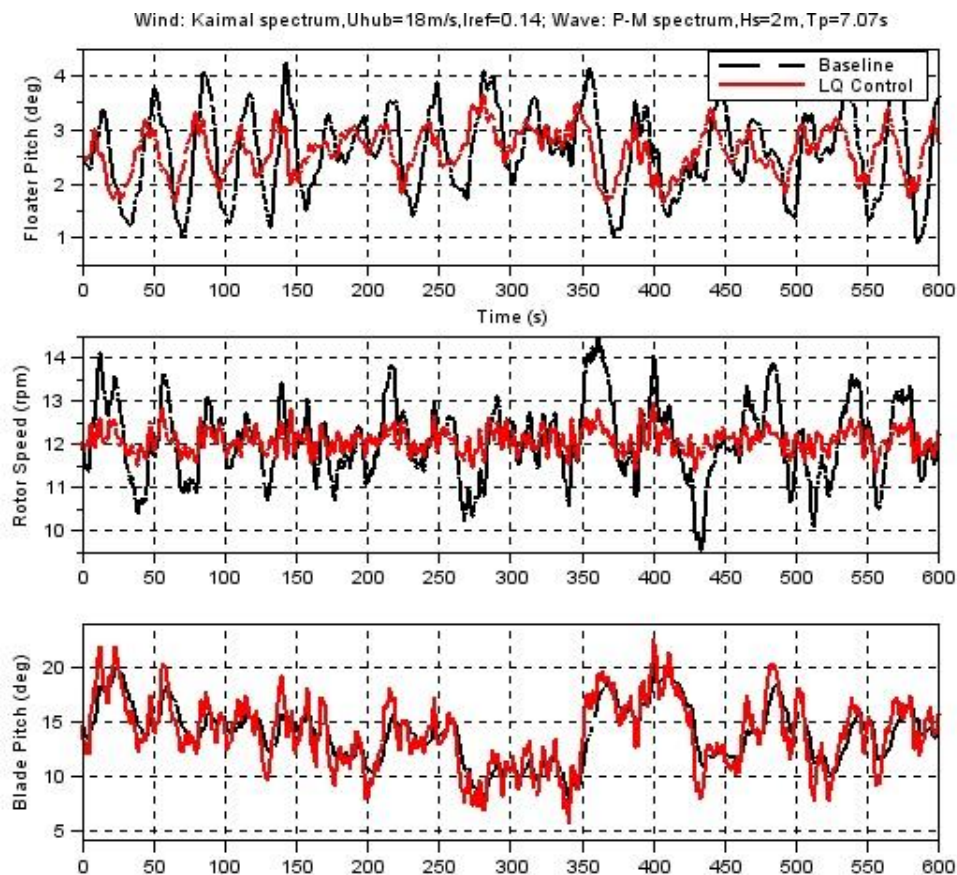 Wind: Kaimal spectrum,Uhub=18m/s,Iref=0.14; Wave: P-M spectrum,Hs=2m,Tp=7.07s
Floater Pitch (deg)
4
3
2
1
Baseline
LQ Control
0 50 100 150 200 250 300 350 400 450 500 550 600
Time (s)
Rotor Speed (rpm)
14
13
12
11
10
0 50 100 150 200 250 300 350 400 450 500 550 600
Blade Pitch (deg)
20
15
10
5
0 50 100 150 200 250 300 350 400 450 500 550 600